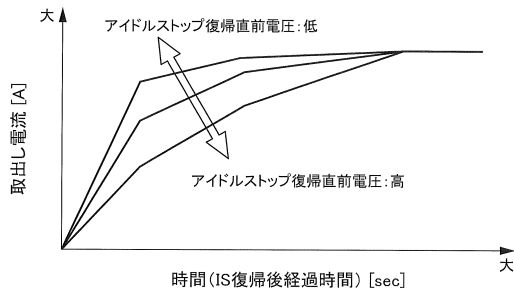 大
アイドルストップ復帰直前電圧：低
取出し電流 [A]
アイドルストップ復帰直前電圧：高
大
時間（IS復帰後経過時間） [sec]